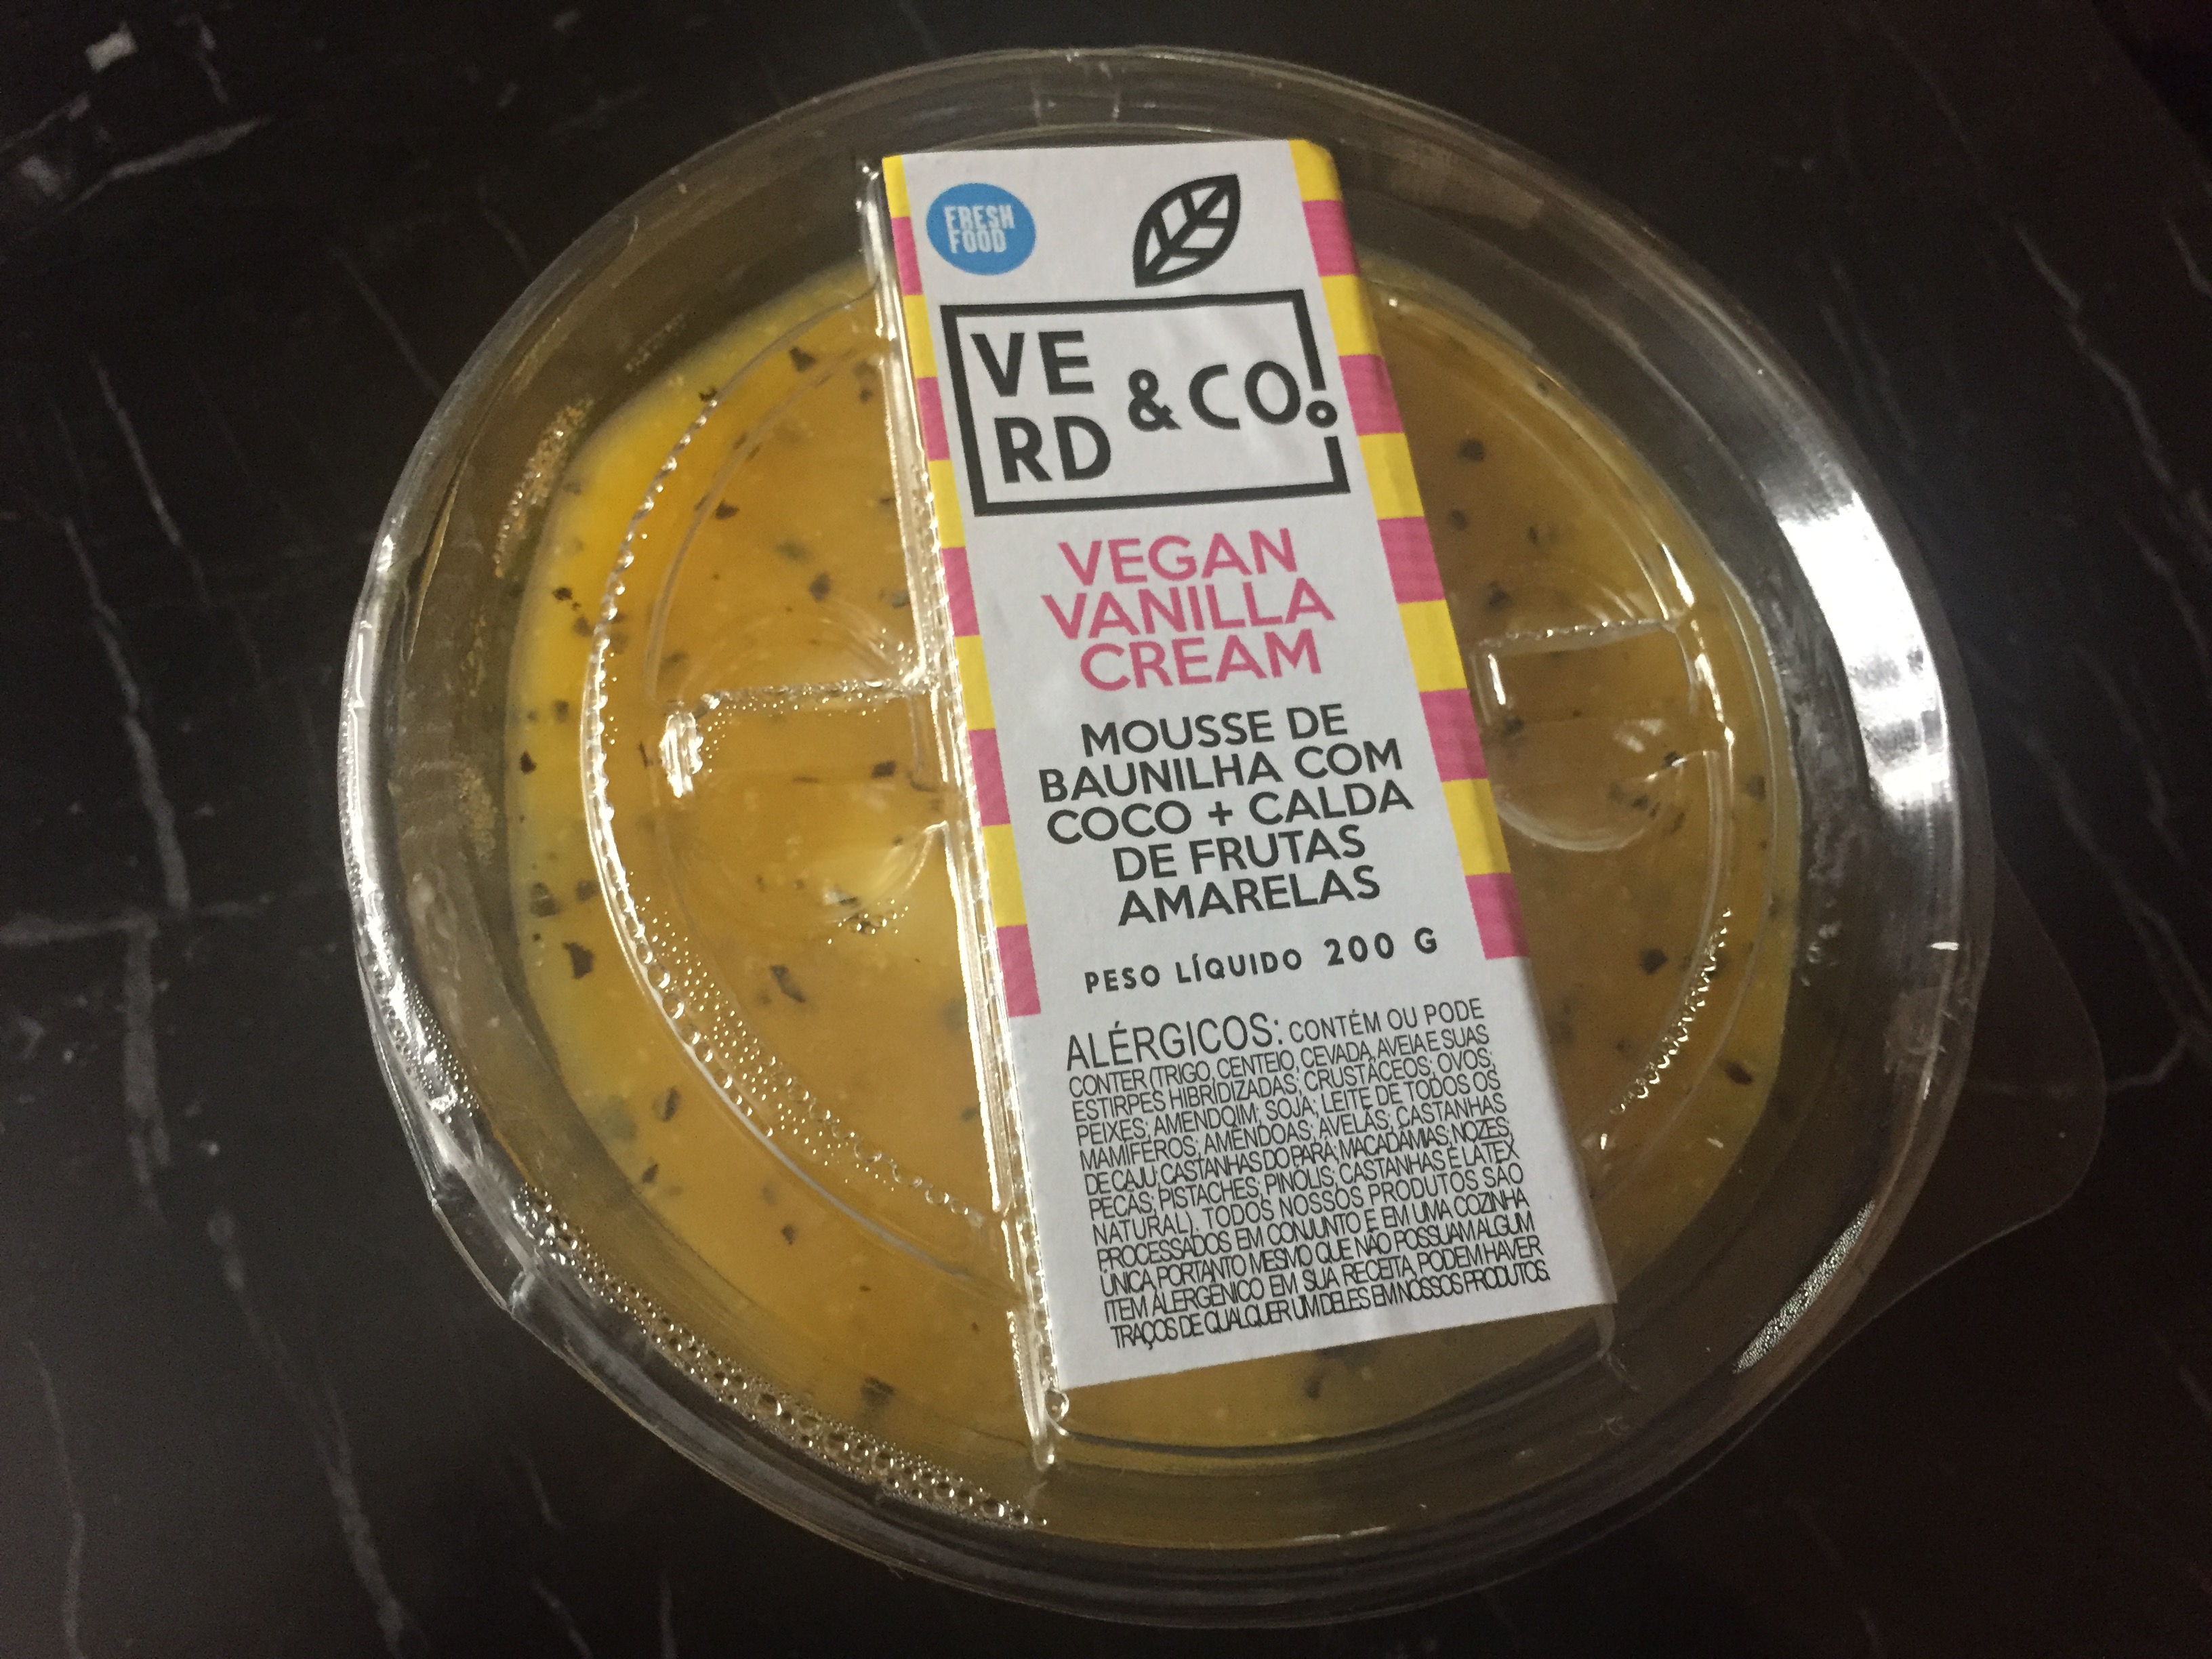 FRESH
FOOD
VE
RD & CO.
VEGAN
VANILLA
CREAM
MOUSSE DE
BAUNILHA COM
COCO + CALDA
DE FRUTAS
AMARELAS
PESO LÍQUIDO 200 G
ALÉRGICOS: CONTÉM OU PODE
CONTER (TRIGO, CENTEIO, CEVADA, AVEIA E SUAS
ESTIRPES HIBRIDIZADAS; CRUSTÁCEOS; OVOS;
PEIXES; AMENDOIM; SOJA; LEITE DE TODOS OS
MAMÍFEROS; AMÊNDOAS; AVELÃS; CASTANHAS
DE CAJU; CASTANHAS DO PARÁ; MACADÂMIAS; NOZES;
PECÃS; PISTACHES; PINOLIS; CASTANHAS E LÁTEX
NATURAL). TODOS NOSSOS PRODUTOS SÃO
PROCESSADOS EM CONJUNTO E EM UMA COZINHA
ÚNICA PORTANTO MESMO QUE NÃO POSSUAM ALGUM
ITEM ALERGÊNICO EM SUA RECEITA PODEM HAVER
TRAÇOS DE QUALQUER UM DELES EM NOSSOS PRODUTOS.